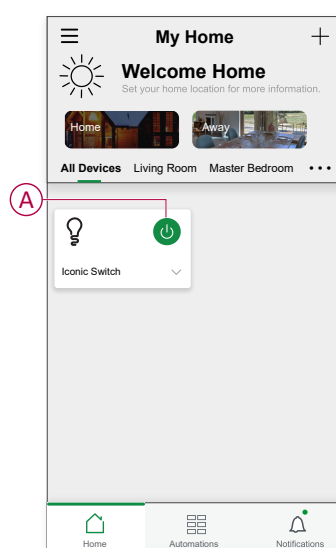 My Home
Welcome Home
Set your home location for more information.
Home
Away
All Devices Living Room Master Bedroom
A
Iconic Switch
Home Automations Notifications